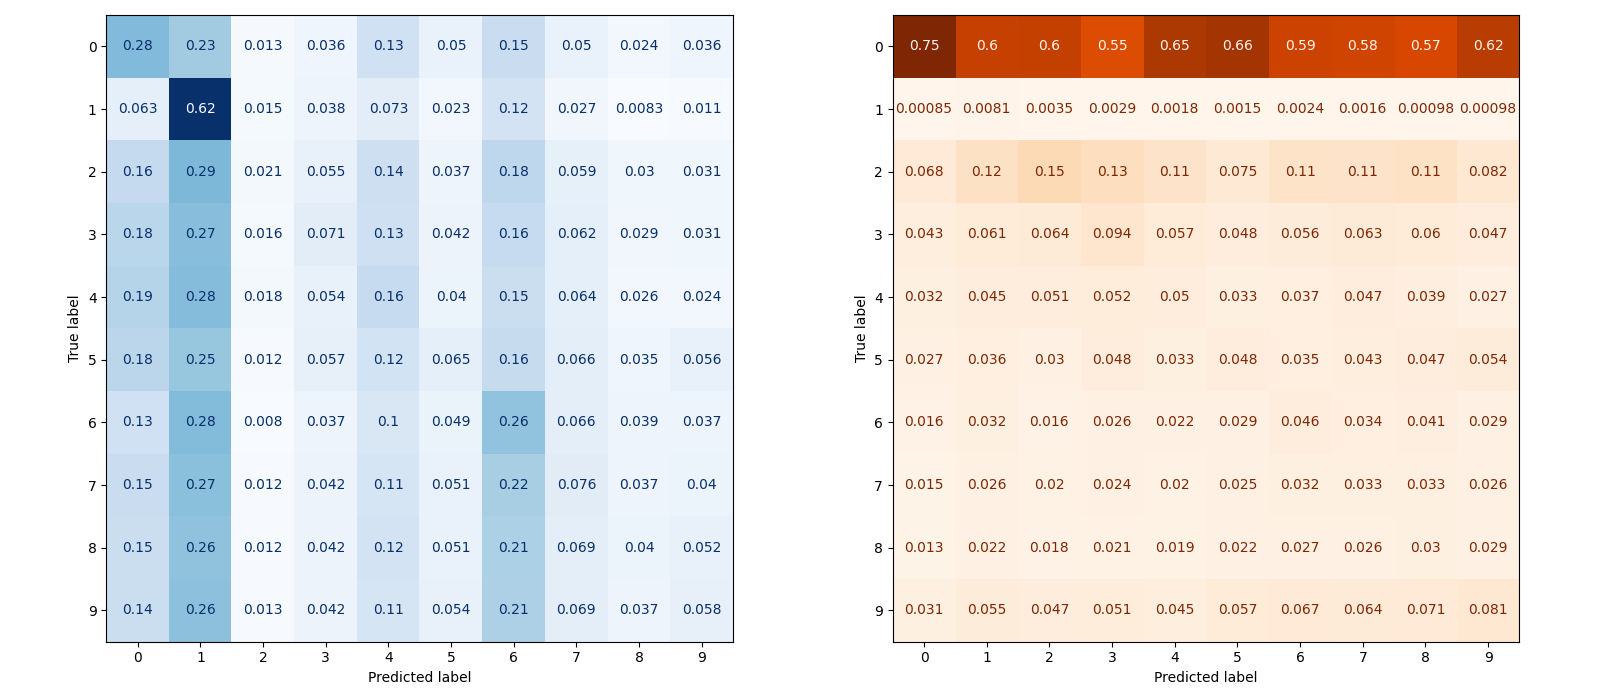 0 0.28 0.23 0.013 0.036 0.13 0.05 0.15 0.05 0.024 0.036
1 0.063 0.62 0.015 0.038 0.073 0.023 0.12 0.027 0.0083 0.011
2 0.16 0.29 0.021 0.055 0.14 0.037 0.18 0.059 0.03 0.031
3 0.18 0.27 0.016 0.071 0.13 0.042 0.16 0.062 0.029 0.031
4 0.19 0.28 0.018 0.054 0.16 0.04 0.15 0.064 0.026 0.024
5 0.18 0.25 0.012 0.057 0.12 0.065 0.16 0.066 0.035 0.056
6 0.13 0.28 0.008 0.037 0.1 0.049 0.26 0.066 0.039 0.037
7 0.15 0.27 0.012 0.042 0.11 0.051 0.22 0.076 0.037 0.04
8 0.15 0.26 0.012 0.042 0.12 0.051 0.21 0.069 0.04 0.052
9 0.14 0.26 0.013 0.042 0.11 0.054 0.21 0.069 0.037 0.058
0 1 2 3 4 5 6 7 8 9
Predicted label
True label
0 0.75 0.6 0.6 0.55 0.65 0.66 0.59 0.58 0.57 0.62
1 0.00085 0.0081 0.0035 0.0029 0.0018 0.0015 0.0024 0.0016 0.00098 0.00098
2 0.068 0.12 0.15 0.13 0.11 0.075 0.11 0.11 0.11 0.082
3 0.043 0.061 0.064 0.094 0.057 0.048 0.056 0.063 0.06 0.047
4 0.032 0.045 0.051 0.052 0.05 0.033 0.037 0.047 0.039 0.027
5 0.027 0.036 0.03 0.048 0.033 0.048 0.035 0.043 0.047 0.054
6 0.016 0.032 0.016 0.026 0.022 0.029 0.046 0.034 0.041 0.029
7 0.015 0.026 0.02 0.024 0.02 0.025 0.032 0.033 0.033 0.026
8 0.013 0.022 0.018 0.021 0.019 0.022 0.027 0.026 0.03 0.029
9 0.031 0.055 0.047 0.051 0.045 0.057 0.067 0.064 0.071 0.081
0 1 2 3 4 5 6 7 8 9
Predicted label
True label